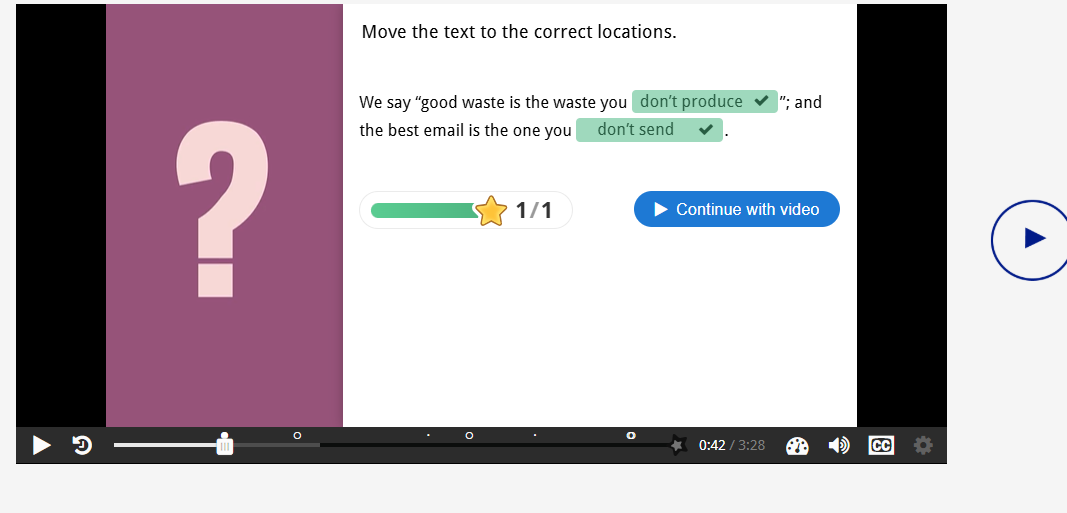 Move the text to the correct locations.
We say “good waste is the waste you don’t produce ”; and
the best email is the one you don’t send .
1/1
Continue with video
0:42 / 3:28
CC